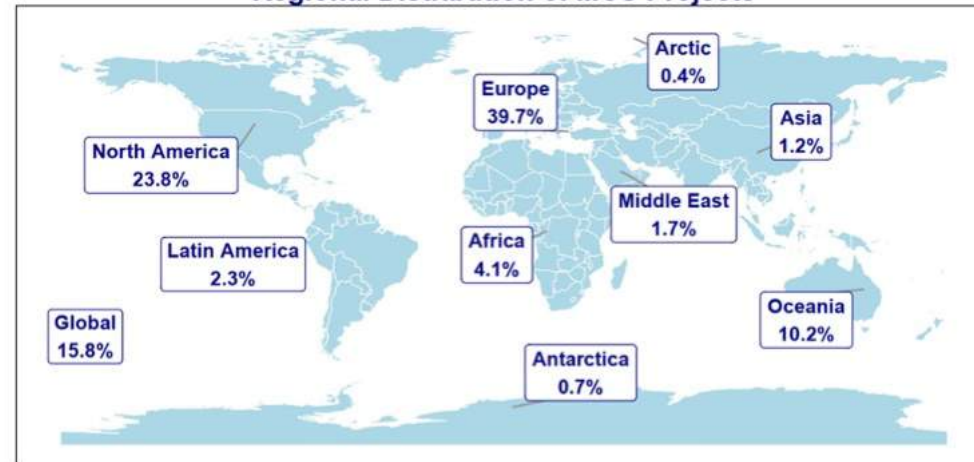 Arctic
0.4%
Europe
39.7%
Asia
1.2%
North America
23.8%
Middle East
1.7%
Africa
4.1%
Latin America
2.3%
Oceania
10.2%
Global
15.8%
Antarctica
0.7%